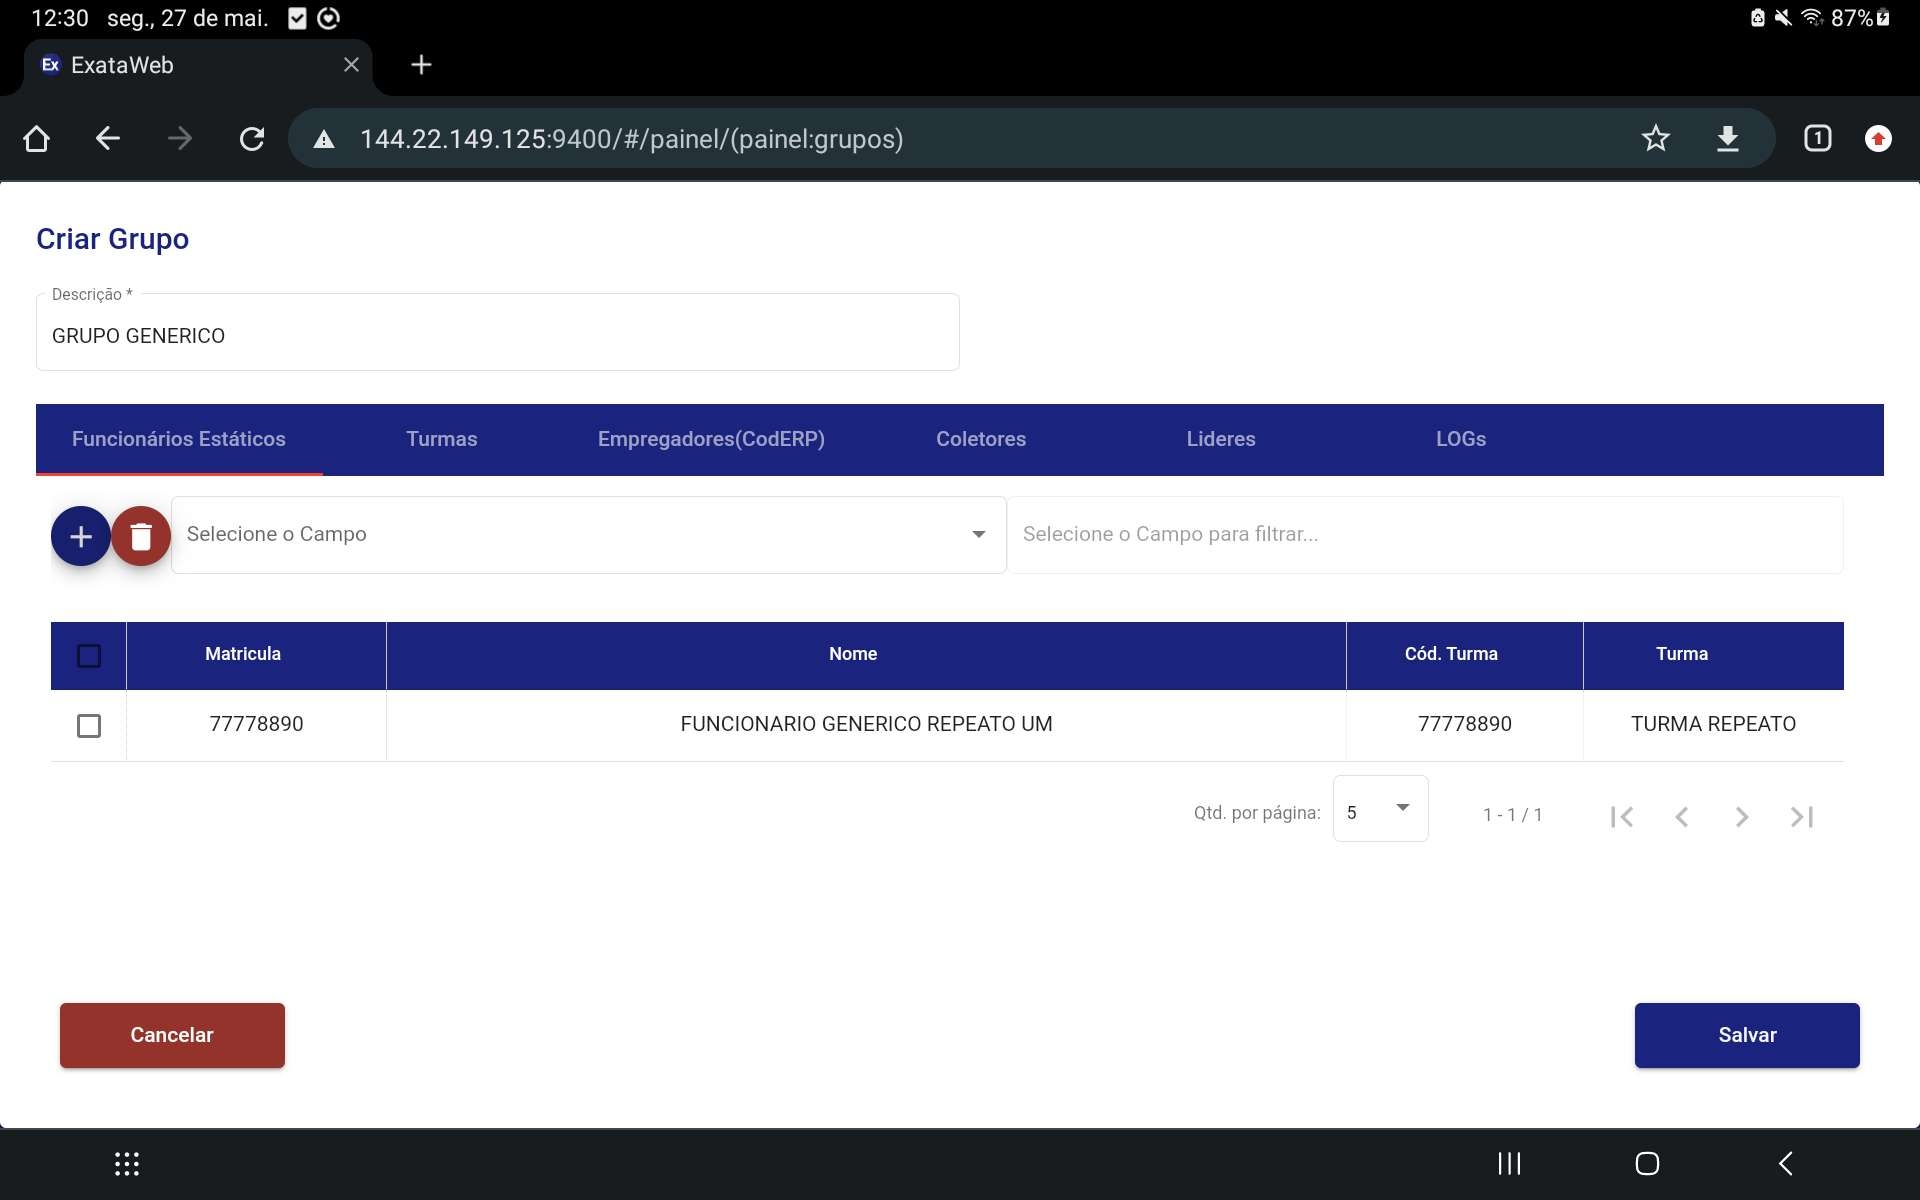 12:30 seg., 27 de mai.
87%
Ex ExataWeb
144.22.149.125:9400/#/painel/(painel:grupos)
1
Criar Grupo
Descrição *
GRUPO GENERICO
Funcionários Estáticos Turmas Empregadores(CodERP) Coletores Lideres LOGs
Selecione o Campo Selecione o Campo para filtrar...
Matricula Nome Cód. Turma Turma
77778890 FUNCIONARIO GENERICO REPEATO UM 77778890 TURMA REPEATO
Qtd. por página: 5 1 - 1 / 1
Cancelar Salvar